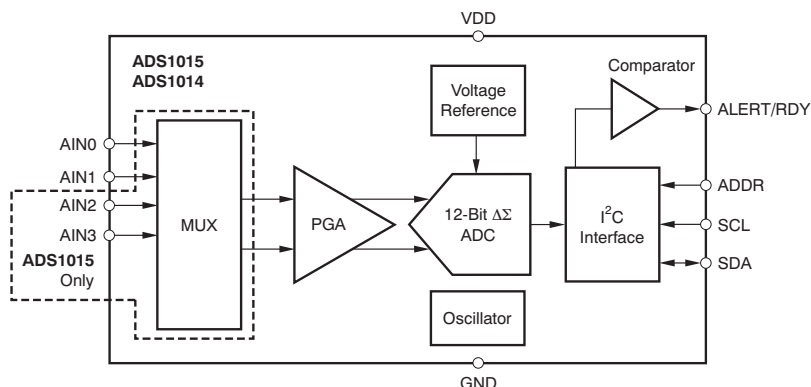 VDD
ADS1015
ADS1014
Comparator
Voltage
Reference
ALERT/RDY
AIN0
AIN1
AIN2
AIN3
MUX
PGA
12-Bit ΔΣ
ADC
I²C
Interface
ADDR
SCL
SDA
ADS1015
Only
Oscillator
GND